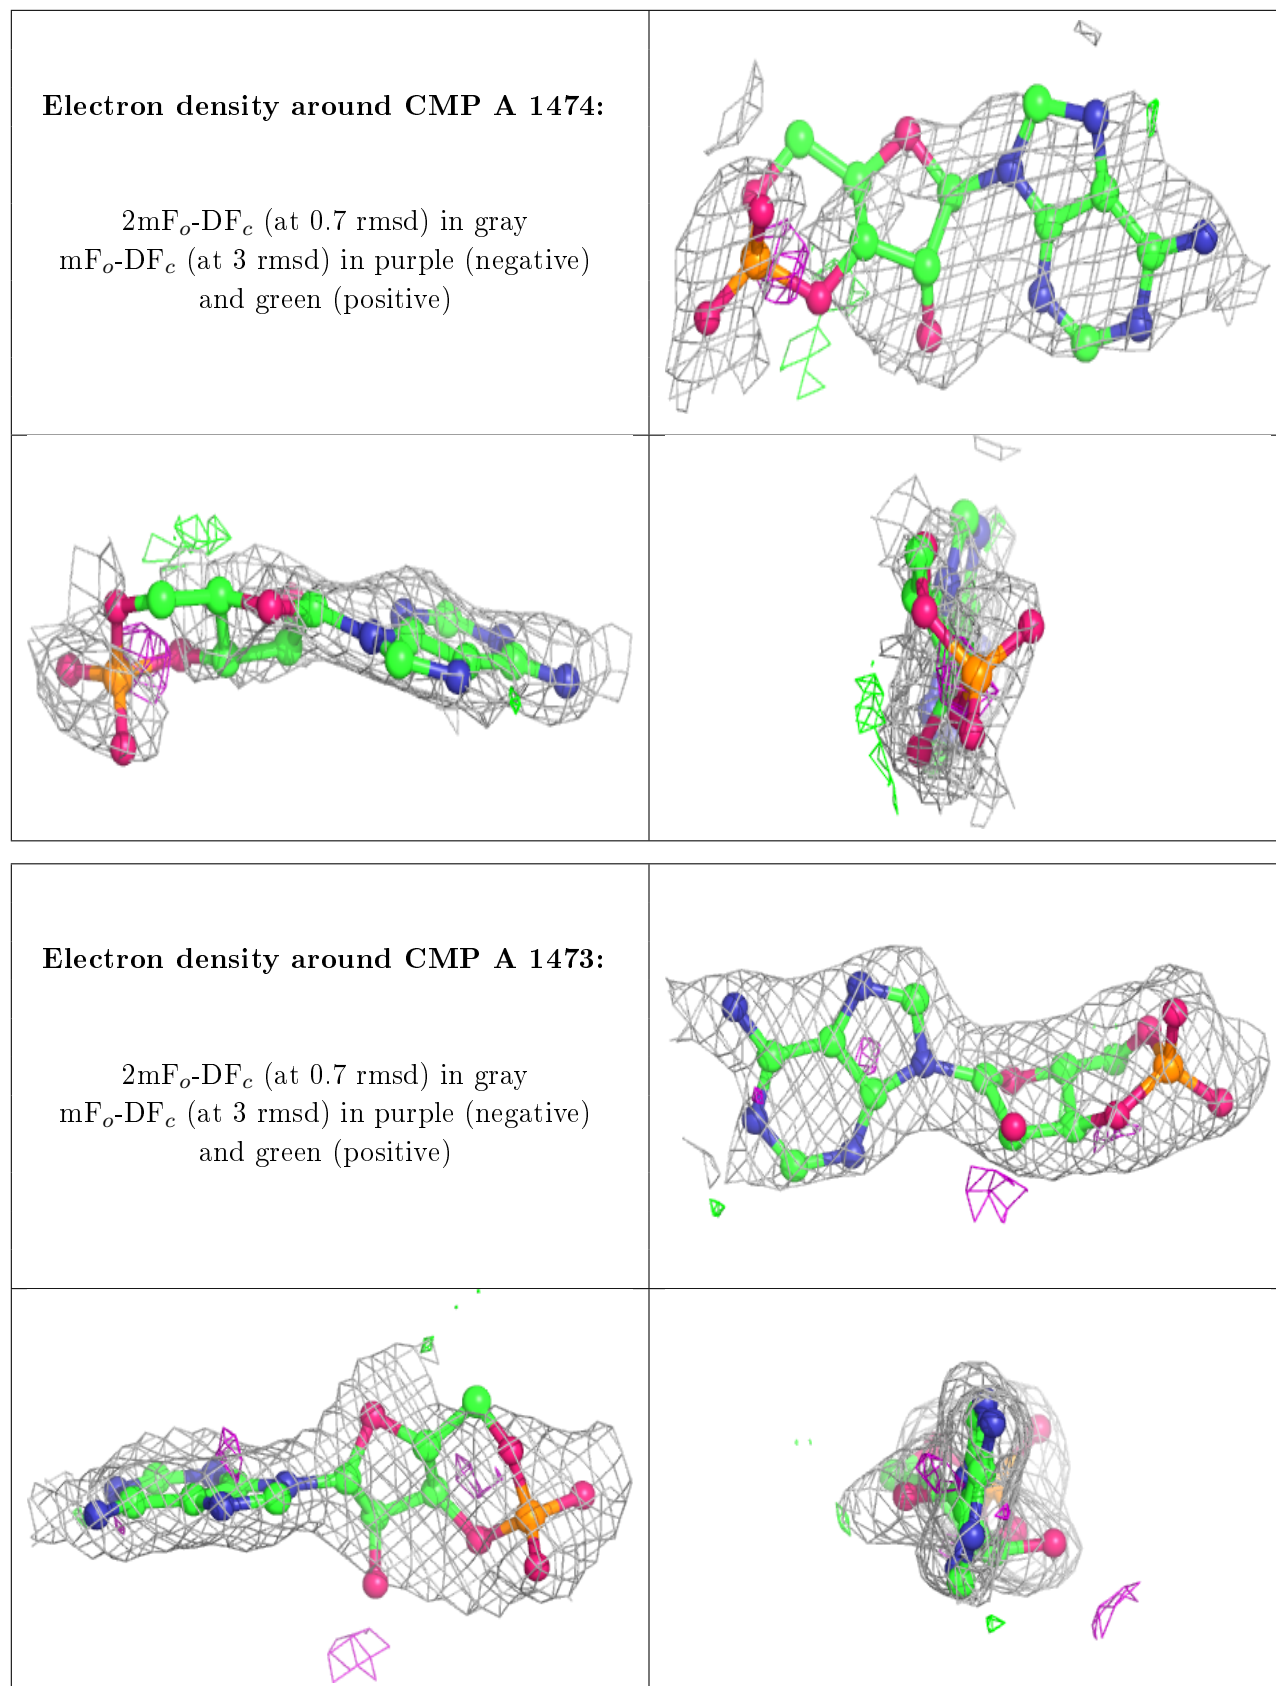 Electron density around CMP A 1474:
2mFo-DFc (at 0.7 rmsd) in gray
mFo-DFc (at 3 rmsd) in purple (negative)
and green (positive)
Electron density around CMP A 1473:
2mFo-DFc (at 0.7 rmsd) in gray
mFo-DFc (at 3 rmsd) in purple (negative)
and green (positive)